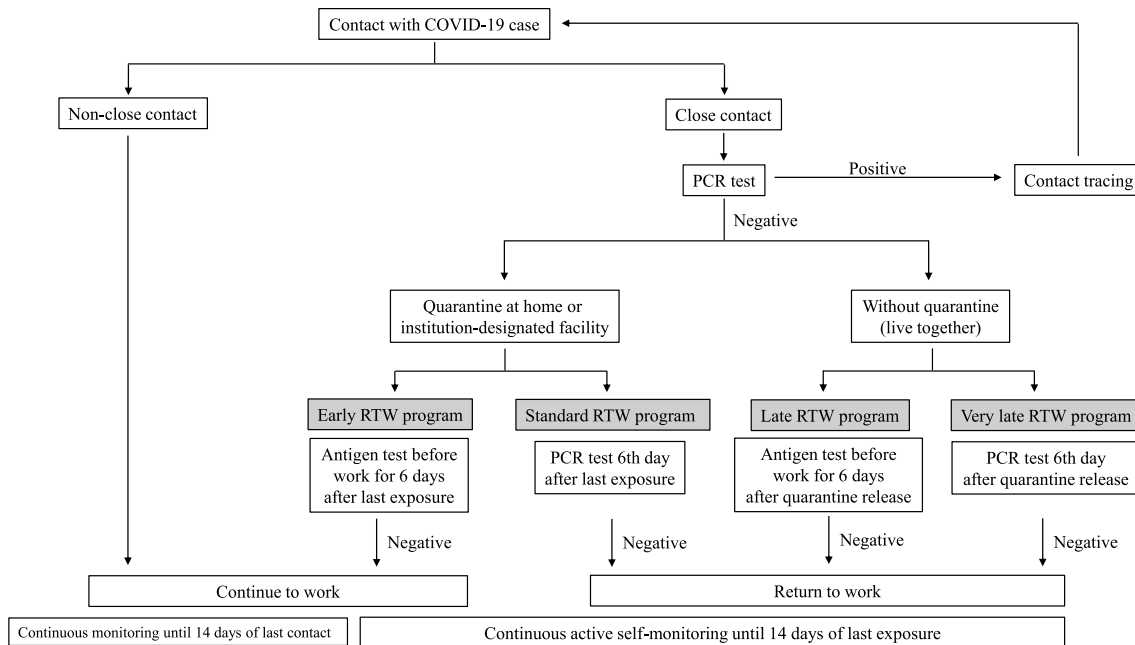 Contact with COVID-19 case
Non-close contact
Close contact
PCR test
Positive
Contact tracing
Negative
Quarantine at home or
institution-designated facility
Without quarantine
(live together)
Early RTW program
Standard RTW program
Late RTW program
Very late RTW program
Antigen test before
work for 6 days
after last exposure
PCR test 6th day
after last exposure
Antigen test before
work for 6 days
after quarantine release
PCR test 6th day
after quarantine release
Negative
Negative
Negative
Negative
Continue to work
Return to work
Continuous monitoring until 14 days of last contact
Continuous active self-monitoring until 14 days of last exposure